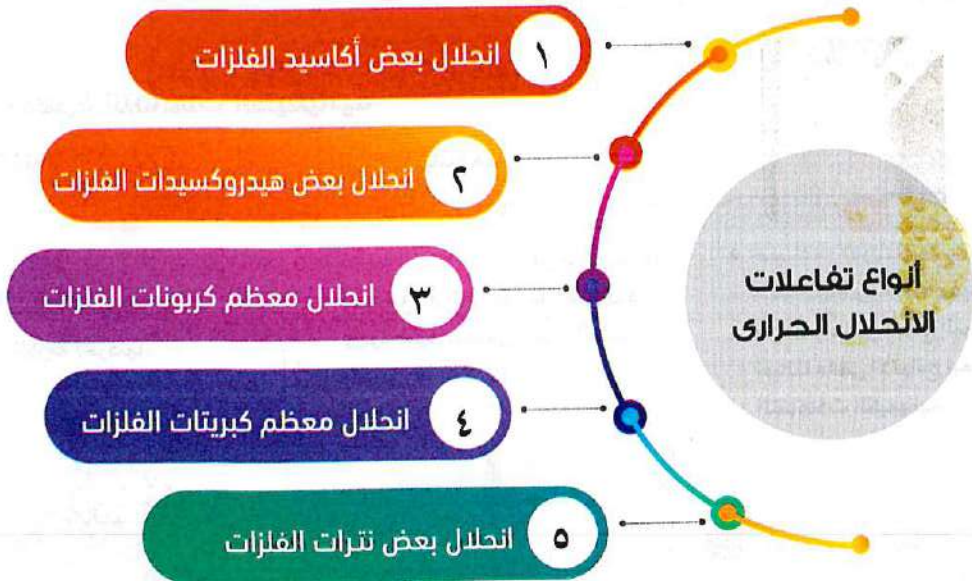 أنواع تفاعلات
الانحلال الحرارى
١ انحلال بعض أكاسيد الفلزات
٢ انحلال بعض هيدروكسيدات الفلزات
٣ انحلال معظم كربونات الفلزات
٤ انحلال معظم كبريتات الفلزات
٥ انحلال بعض نترات الفلزات